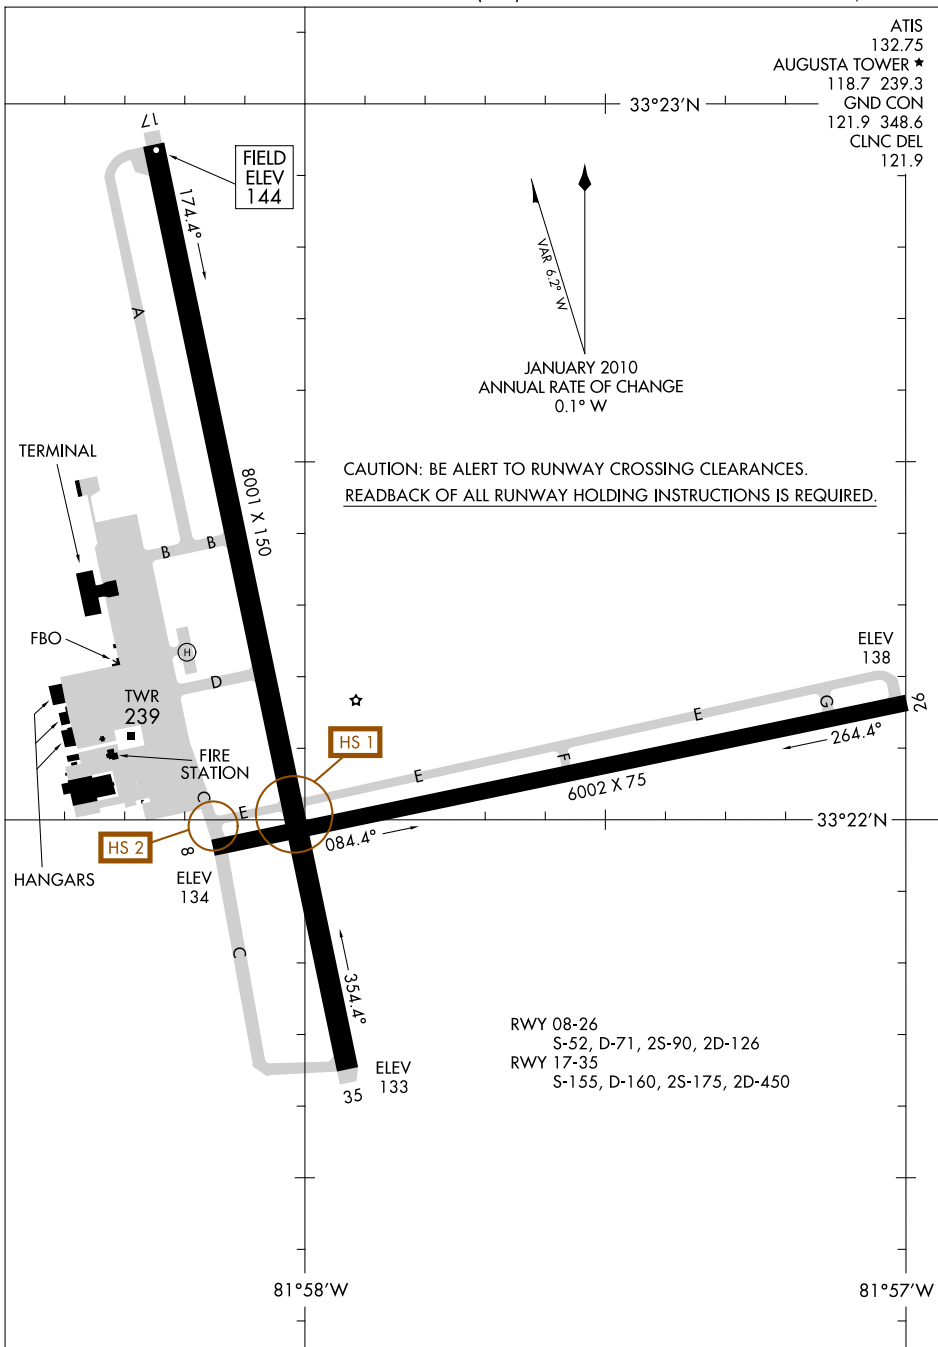 ATIS
132.75
AUGUSTA TOWER ★
118.7 239.3
GND CON
121.9 348.6
CLNC DEL
121.9
33°23'N
17
FIELD
ELEV
144
174.4°
VAR 6.2° W
A
JANUARY 2010
ANNUAL RATE OF CHANGE
0.1° W
TERMINAL
CAUTION: BE ALERT TO RUNWAY CROSSING CLEARANCES.
READBACK OF ALL RUNWAY HOLDING INSTRUCTIONS IS REQUIRED.
8001 X 150
B
B
FBO
H
ELEV
138
D
TWR
239
G
26
E
HS 1
264.4°
FIRE
STATION
F
E
6002 X 75
C
E
33°22'N
HS 2
8
084.4°
HANGARS
ELEV
134
C
354.4°
RWY 08-26
S-52, D-71, 2S-90, 2D-126
RWY 17-35
S-155, D-160, 2S-175, 2D-450
ELEV
133
35
81°58'W
81°57'W